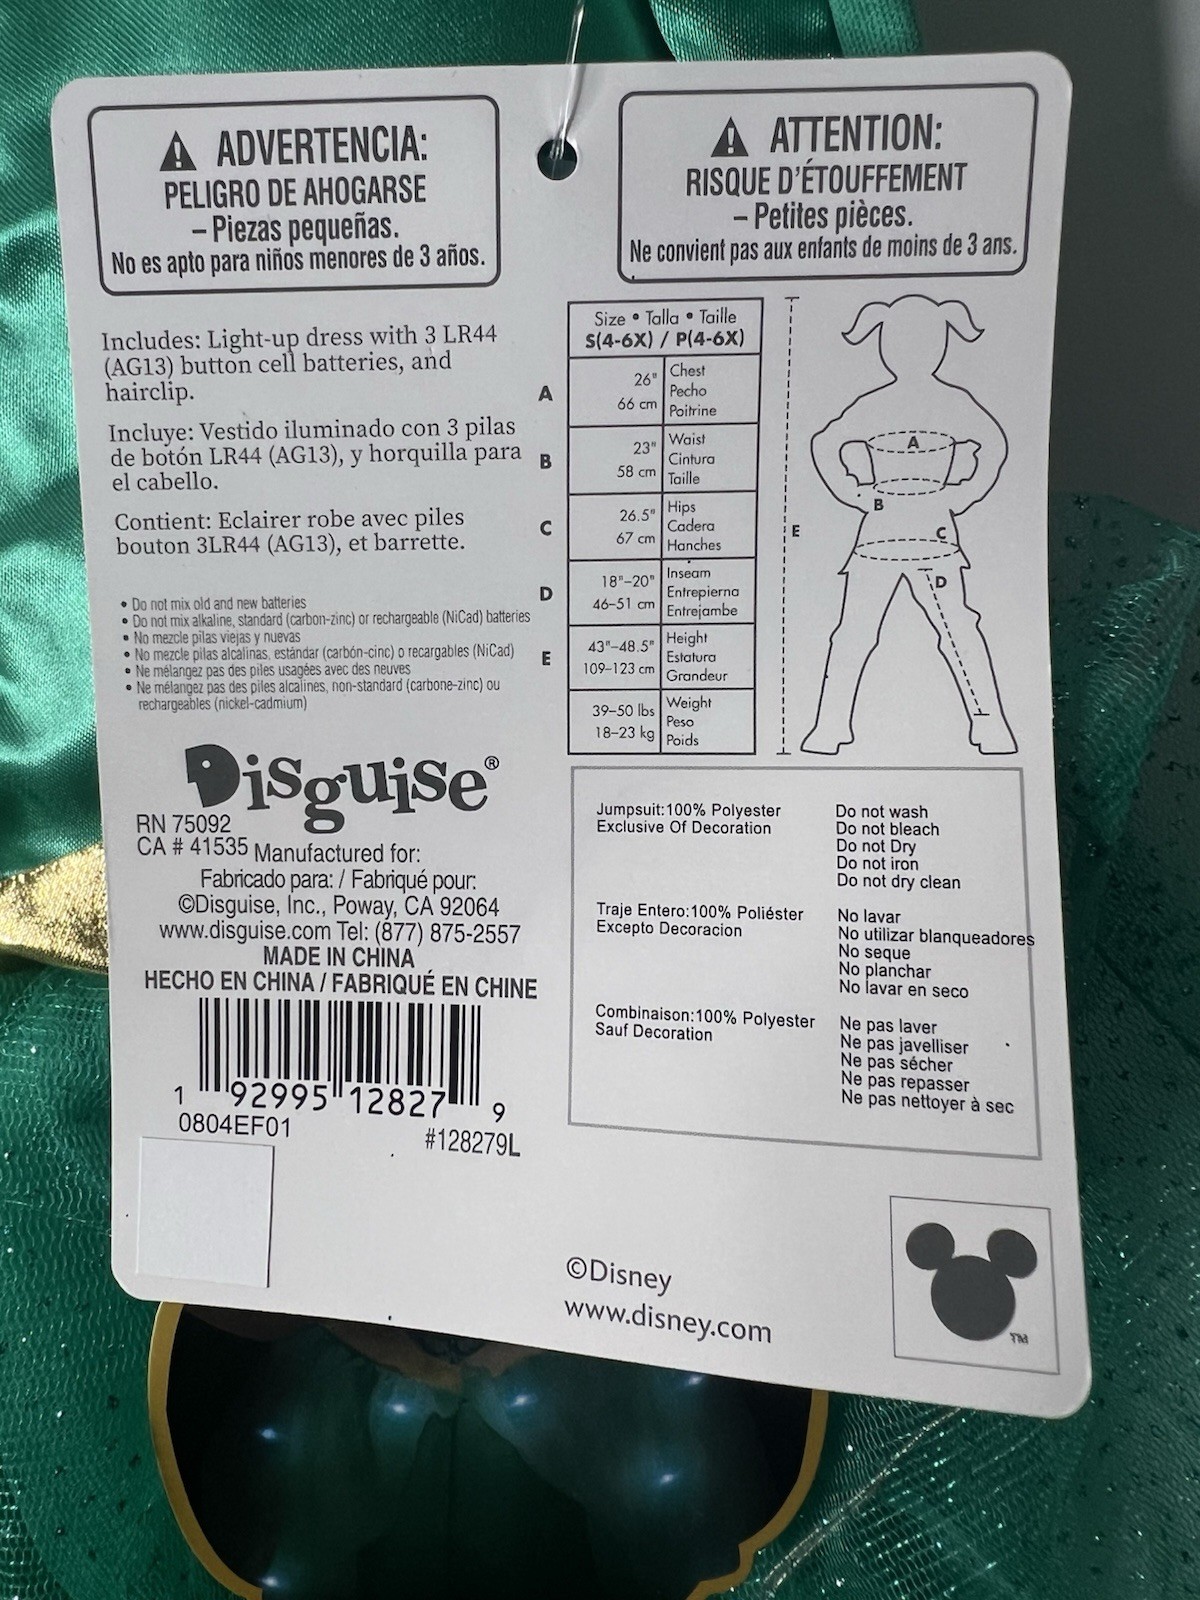 ADVERTENCIA:
PELIGRO DE AHOGARSE
– Piezas pequeñas.
No es apto para niños menores de 3 años.
ATTENTION:
RISQUE D'ÉTOUFFEMENT
– Petites pièces.
Ne convient pas aux enfants de moins de 3 ans.
Includes: Light-up dress with 3 LR44
(AG13) button cell batteries, and
hairclip.
Incluye: Vestido iluminado con 3 pilas
de botón LR44 (AG13), y horquilla para
el cabello.
Contient: Eclairer robe avec piles
bouton 3LR44 (AG13), et barrette.
• Do not mix old and new batteries
• Do not mix alkaline, standard (carbon-zinc) or rechargeable (NiCad) batteries
• No mezcle pilas viejas y nuevas
• No mezcle pilas alcalinas, estándar (carbón-cinc) o recargables (NiCad)
• Ne mélangez pas des piles usagées avec des neuves
• Ne mélangez pas des piles alcalines, non-standard (carbone-zinc) ou
rechargeables (nickel-cadmium)
Size • Talla • Taille
S(4-6X) / P(4-6X)
A
26" Chest
Pecho
66 cm Poitrine
B
23" Waist
Cintura
58 cm Taille
C
26.5" Hips
Cadera
67 cm Hanches
D
18"–20" Inseam
Entrepierna
46–51 cm Entrejambe
E
43"–48.5" Height
Estatura
109–123 cm Grandeur
39–50 lbs Weight
Peso
18–23 kg Poids
A
B
C
D
E
Disguise®
RN 75092
CA # 41535
Manufactured for:
Fabricado para: / Fabriqué pour:
©Disguise, Inc., Poway, CA 92064
www.disguise.com Tel: (877) 875-2557
MADE IN CHINA
HECHO EN CHINA / FABRIQUÉ EN CHINE
1 92995 12827 9
0804EF01
#128279L
Jumpsuit:100% Polyester
Exclusive Of Decoration
Do not wash
Do not bleach
Do not Dry
Do not iron
Do not dry clean
Traje Entero:100% Poliéster
Excepto Decoracion
No lavar
No utilizar blanqueadores
No seque
No planchar
No lavar en seco
Combinaison:100% Polyester
Sauf Decoration
Ne pas laver
Ne pas javelliser
Ne pas sécher
Ne pas repasser
Ne pas nettoyer à sec
©Disney
www.disney.com
TM